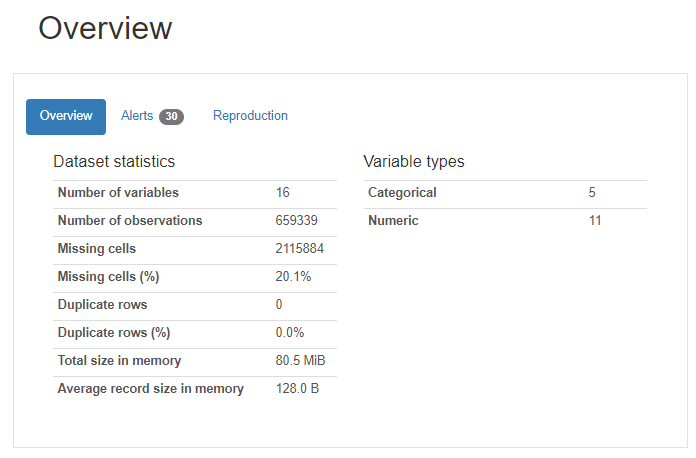 Overview
Overview Alerts 30 Reproduction
Dataset statistics
Number of variables 16
Number of observations 659339
Missing cells 2115884
Missing cells (%) 20.1%
Duplicate rows 0
Duplicate rows (%) 0.0%
Total size in memory 80.5 MiB
Average record size in memory 128.0 B
Variable types
Categorical 5
Numeric 11